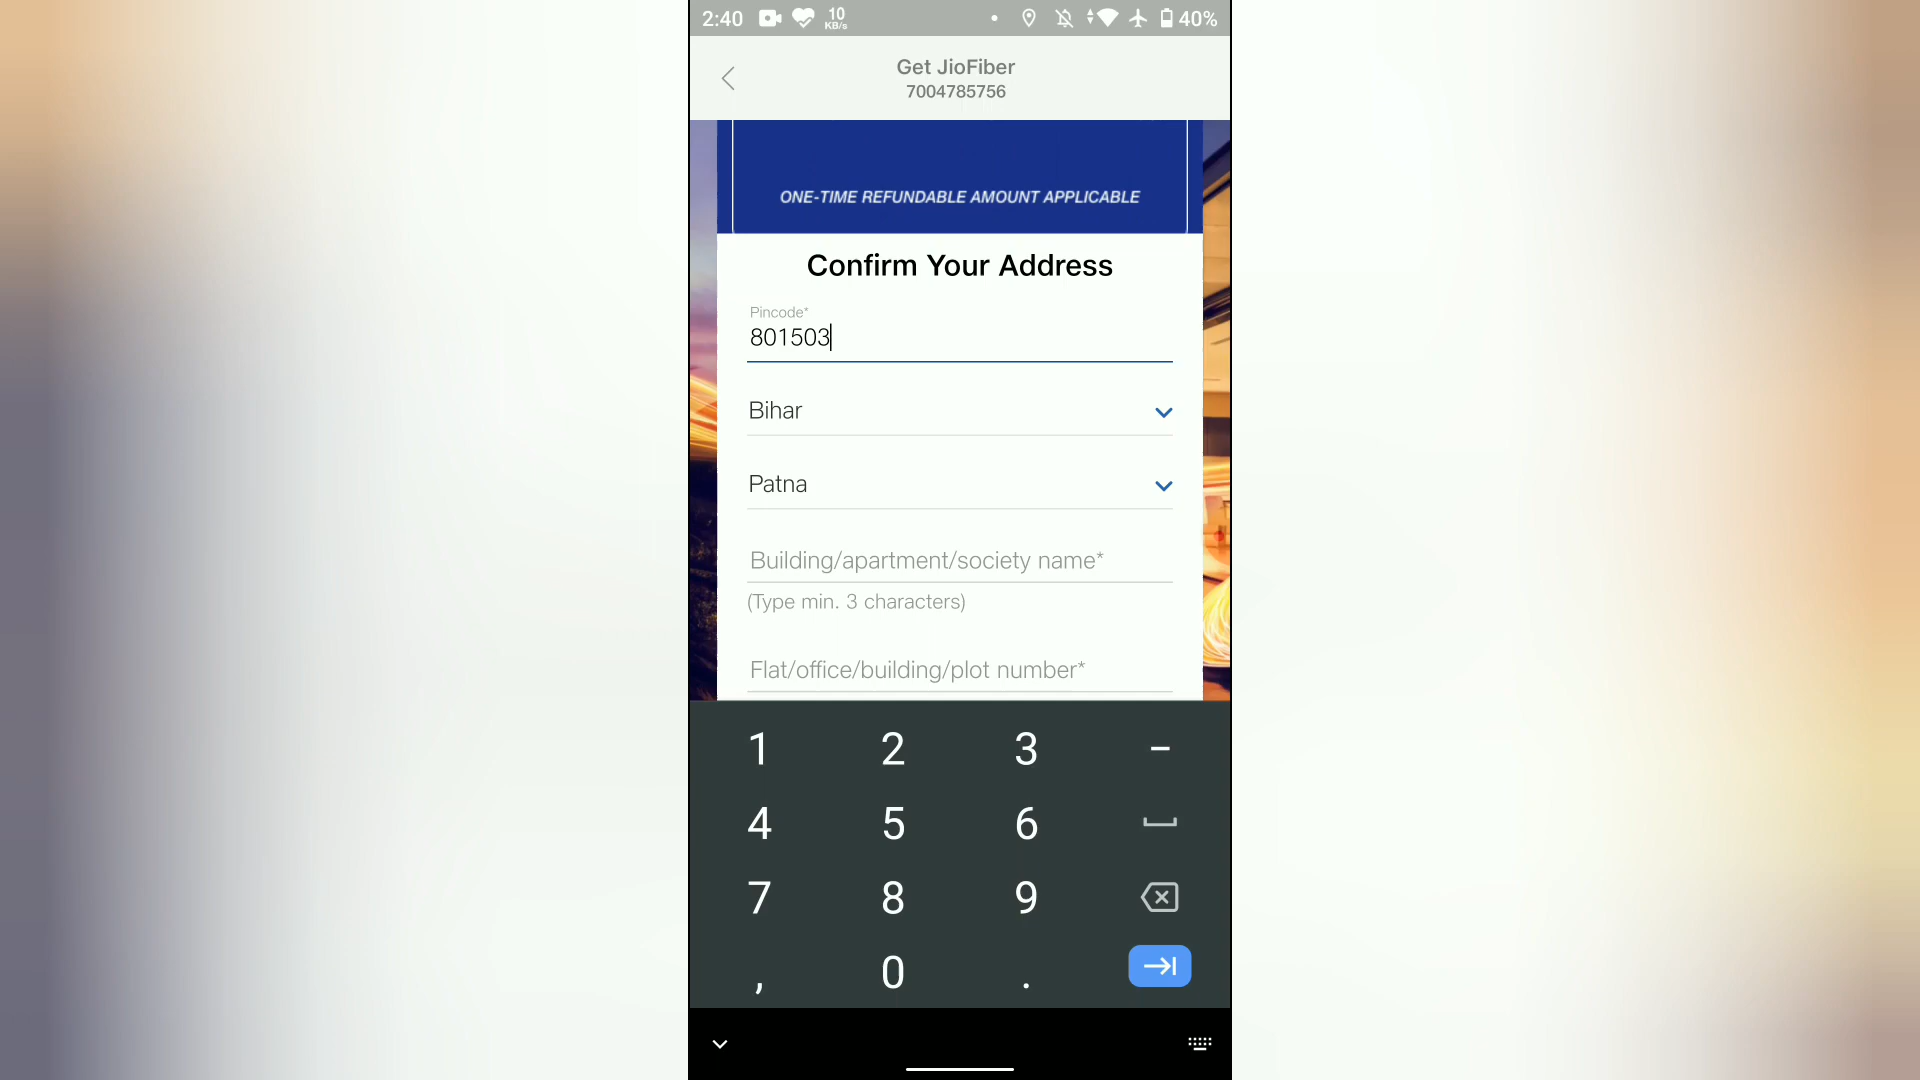 2:40 10 KB/s 40%
Get JioFiber
7004785756
ONE-TIME REFUNDABLE AMOUNT APPLICABLE
Confirm Your Address
Pincode*
801503
Bihar
Patna
Building/apartment/society name*
(Type min. 3 characters)
Flat/office/building/plot number*
1 2 3 -
4 5 6
7 8 9
, 0 .